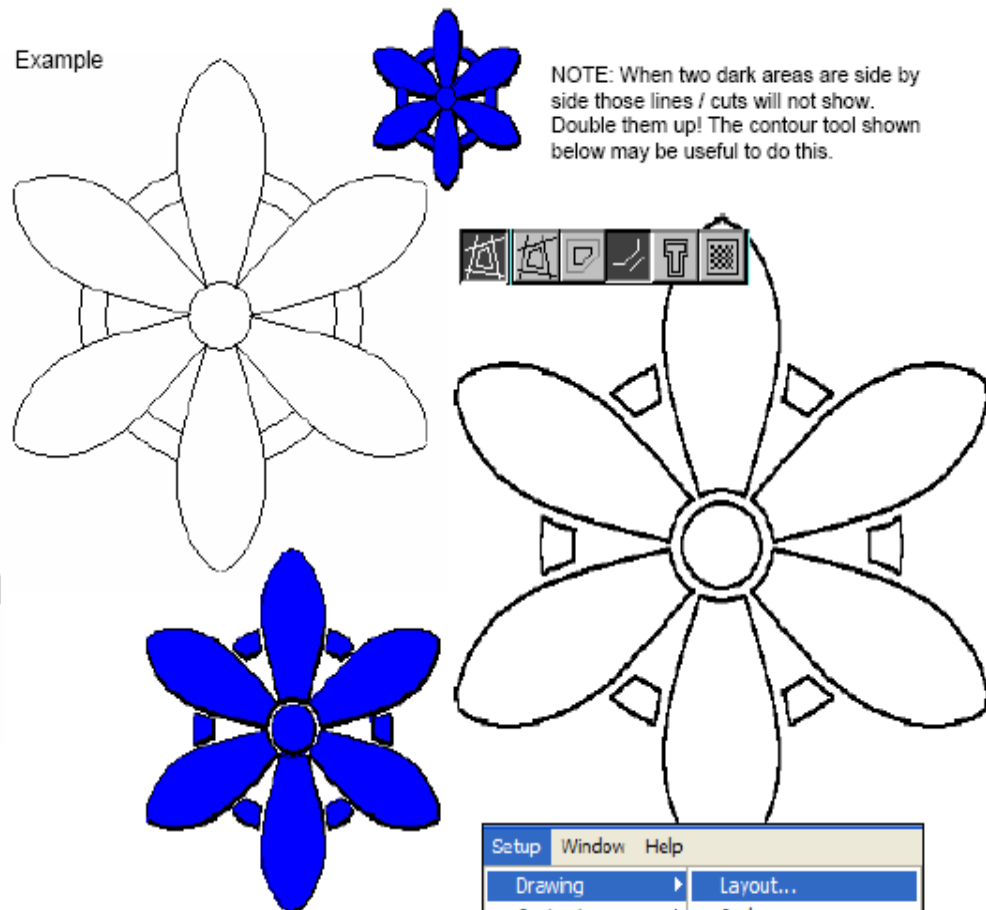 Example
NOTE: When two dark areas are side by
side those lines / cuts will not show.
Double them up! The contour tool shown
below may be useful to do this.
Setup Window Help
Drawing
Layout...